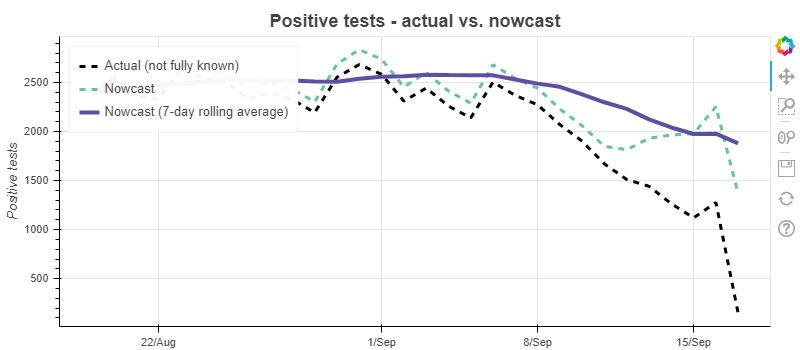 Positive tests - actual vs. nowcast
Actual (not fully known)
Nowcast
Nowcast (7-day rolling average)
Positive tests
2500
2000
1500
1000
500
22/Aug
1/Sep
8/Sep
15/Sep